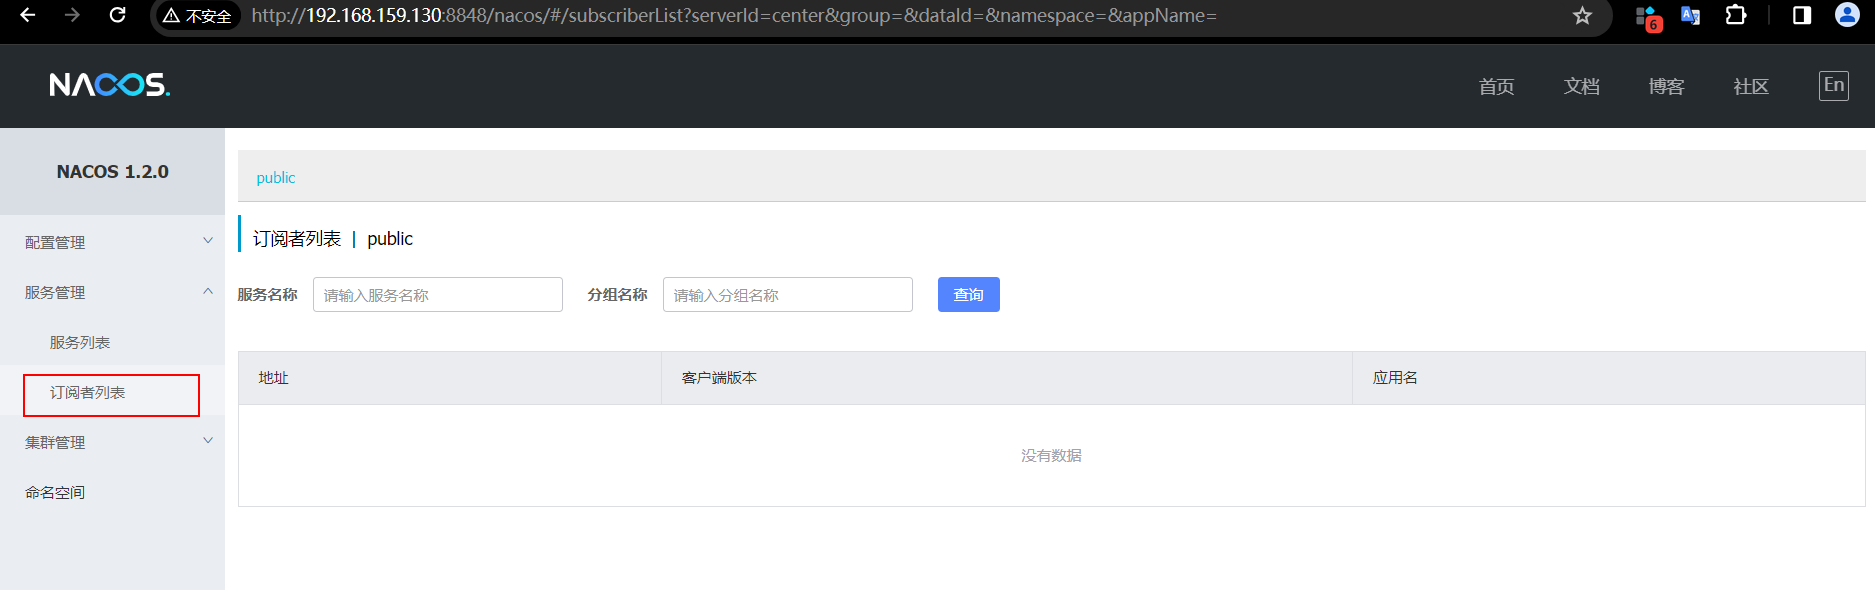 不安全 http://192.168.159.130:8848/nacos/#/subscriberList?serverId=center&group=&dataId=&namespace=&appName=
6
NACOS.
首页 文档 博客 社区 En
NACOS 1.2.0
配置管理
服务管理
服务列表
订阅者列表
集群管理
命名空间
public
订阅者列表 | public
服务名称 请输入服务名称 分组名称 请输入分组名称 查询
地址 客户端版本 应用名
没有数据